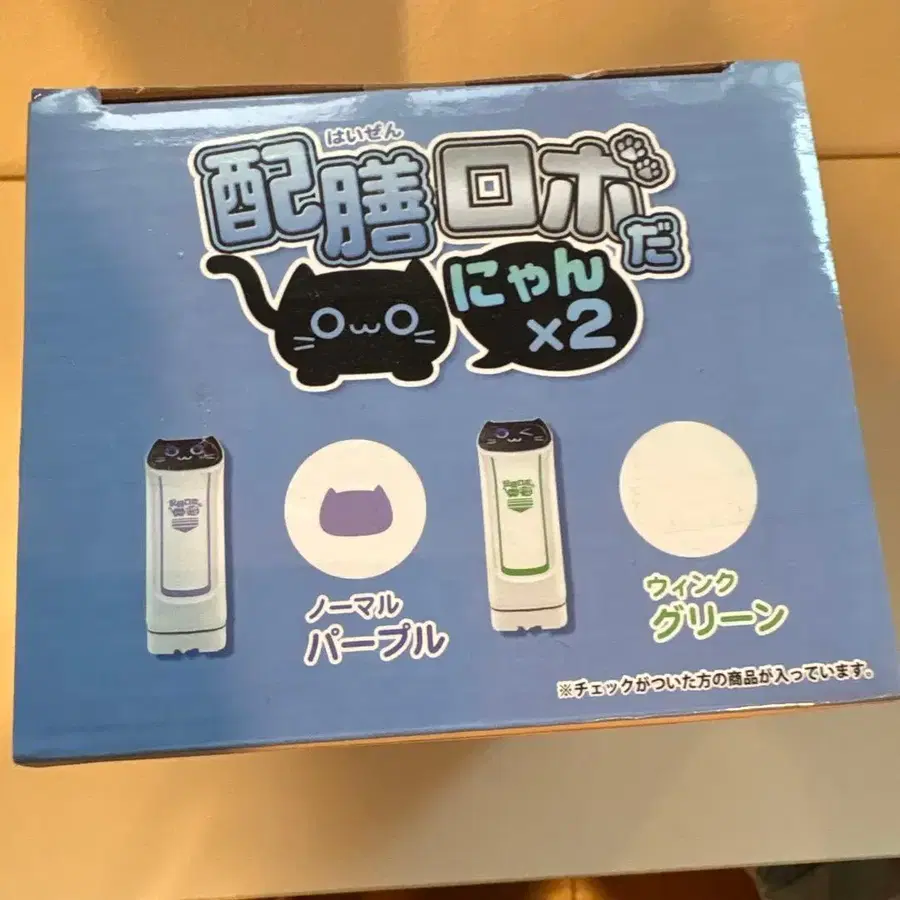 はいぜん
配膳ロボだ
にゃん
×2
ノーマル
パープル
ウィンク
グリーン
※チェックがついた方の商品が入っています。